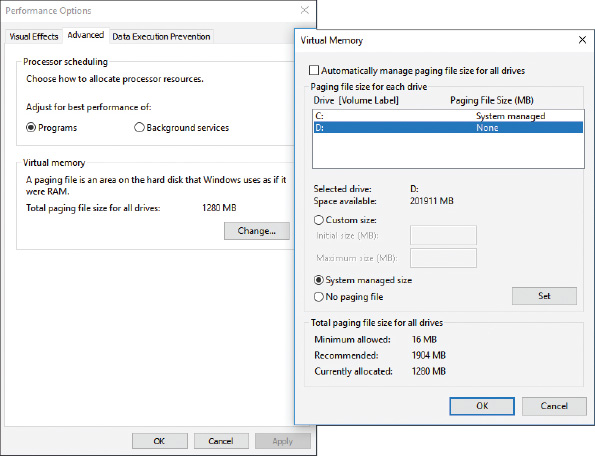 Performance Options
Visual Effects Advanced Data Execution Prevention
Processor scheduling
Choose how to allocate processor resources.
Adjust for best performance of:
Programs Background services
Virtual memory
A paging file is an area on the hard disk that Windows uses as if it
were RAM.
Total paging file size for all drives: 1280 MB
Change...
OK Cancel Apply
Virtual Memory
Automatically manage paging file size for all drives
Paging file size for each drive
Drive [Volume Label] Paging File Size (MB)
C: System managed
D: None
Selected drive: D:
Space available: 201911 MB
Custom size:
Initial size (MB):
Maximum size (MB):
System managed size
No paging file Set
Total paging file size for all drives
Minimum allowed: 16 MB
Recommended: 1904 MB
Currently allocated: 1280 MB
OK Cancel